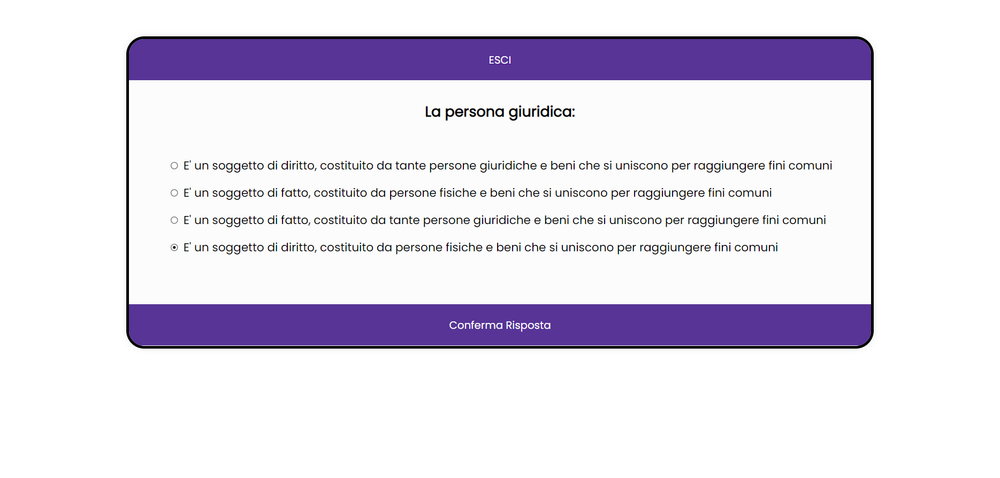 ESCI
La persona giuridica:
E' un soggetto di diritto, costituito da tante persone giuridiche e beni che si uniscono per raggiungere fini comuni
E' un soggetto di fatto, costituito da persone fisiche e beni che si uniscono per raggiungere fini comuni
E' un soggetto di fatto, costituito da tante persone giuridiche e beni che si uniscono per raggiungere fini comuni
E' un soggetto di diritto, costituito da persone fisiche e beni che si uniscono per raggiungere fini comuni
Conferma Risposta